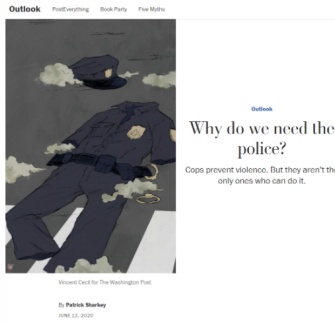 Outlook PostEverything Book Party Five Myths
Outlook
Why do we need the
police?
Cops prevent violence. But they aren't the
only ones who can do it.
Vincent Cecil for The Washington Post
By Patrick Sharkey
JUNE 12, 2020